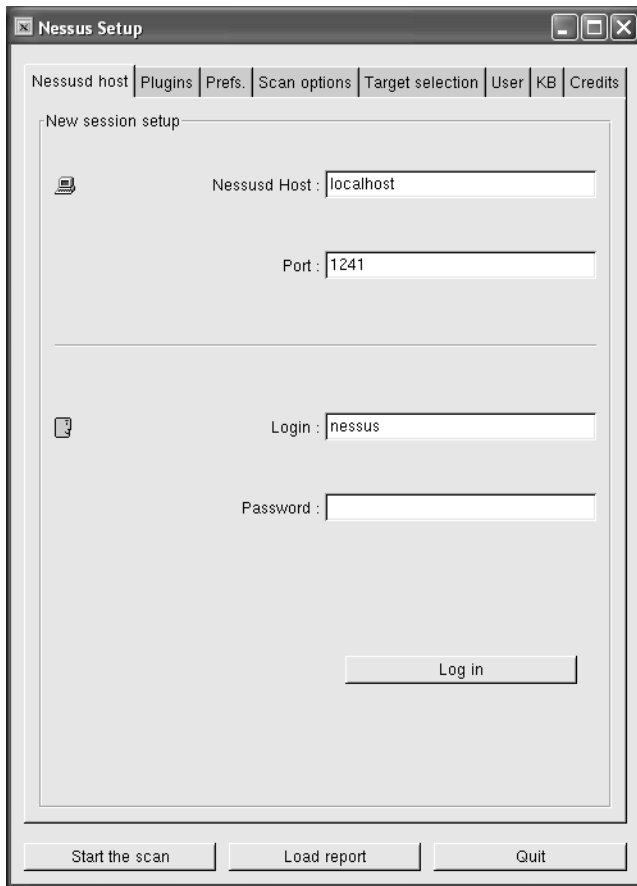 Nessus Setup
Nessusd host Plugins Prefs. Scan options Target selection User KB Credits
New session setup
Nessusd Host : localhost
Port : 1241
Login : nessus
Password :
Log in
Start the scan Load report Quit